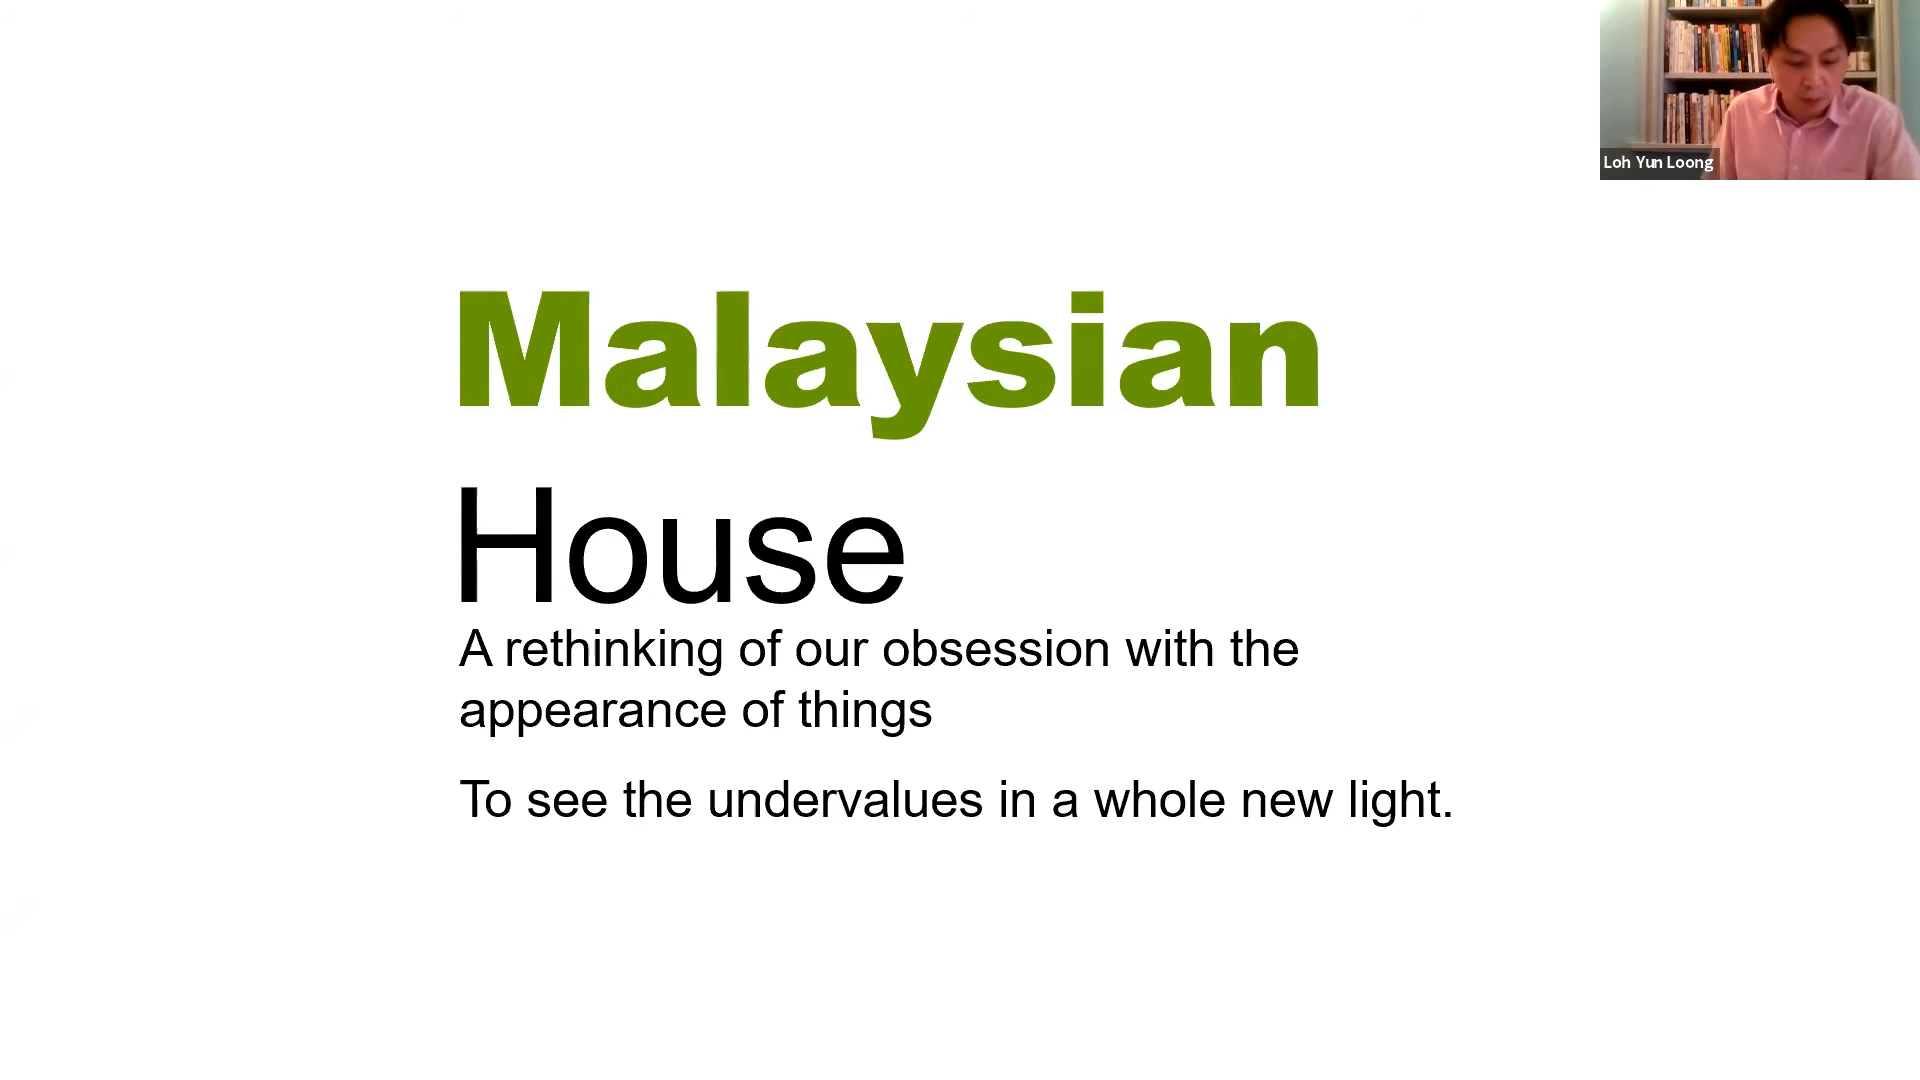 Loh Yun Loong
Malaysian
House
A rethinking of our obsession with the
appearance of things
To see the undervalues in a whole new light.